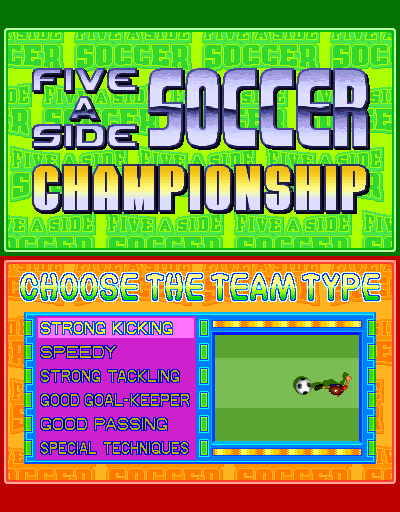 FIVE
A
SIDE
SOCCER
CHAMPIONSHIP
CHOOSE THE TEAM TYPE
STRONG KICKING
SPEEDY
STRONG TACKLING
GOOD GOAL-KEEPER
GOOD PASSING
SPECIAL TECHNIQUES